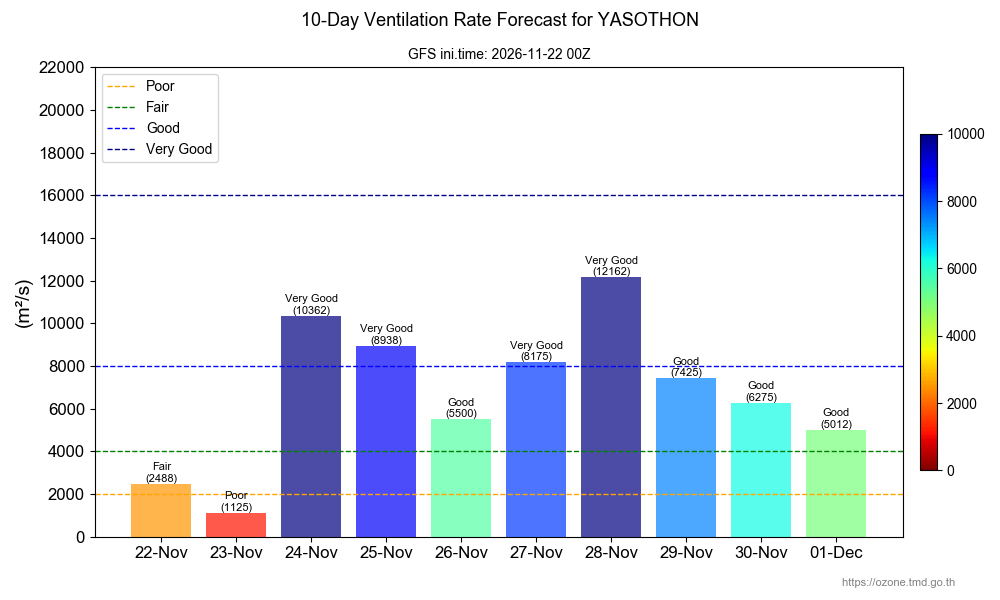 10-Day Ventilation Rate Forecast for YASOTHON
GFS ini.time: 2026-11-22 00Z
22000
20000
18000
16000
14000
12000
10000
8000
6000
4000
2000
0
(m²/s)
Poor
Fair
Good
Very Good
Fair
(2488)
Poor
(1125)
Very Good
(10362)
Very Good
(8938)
Good
(5500)
Very Good
(8175)
Very Good
(12162)
Good
(7425)
Good
(6275)
Good
(5012)
22-Nov
23-Nov
24-Nov
25-Nov
26-Nov
27-Nov
28-Nov
29-Nov
30-Nov
01-Dec
10000
8000
6000
4000
2000
0
https://ozone.tmd.go.th